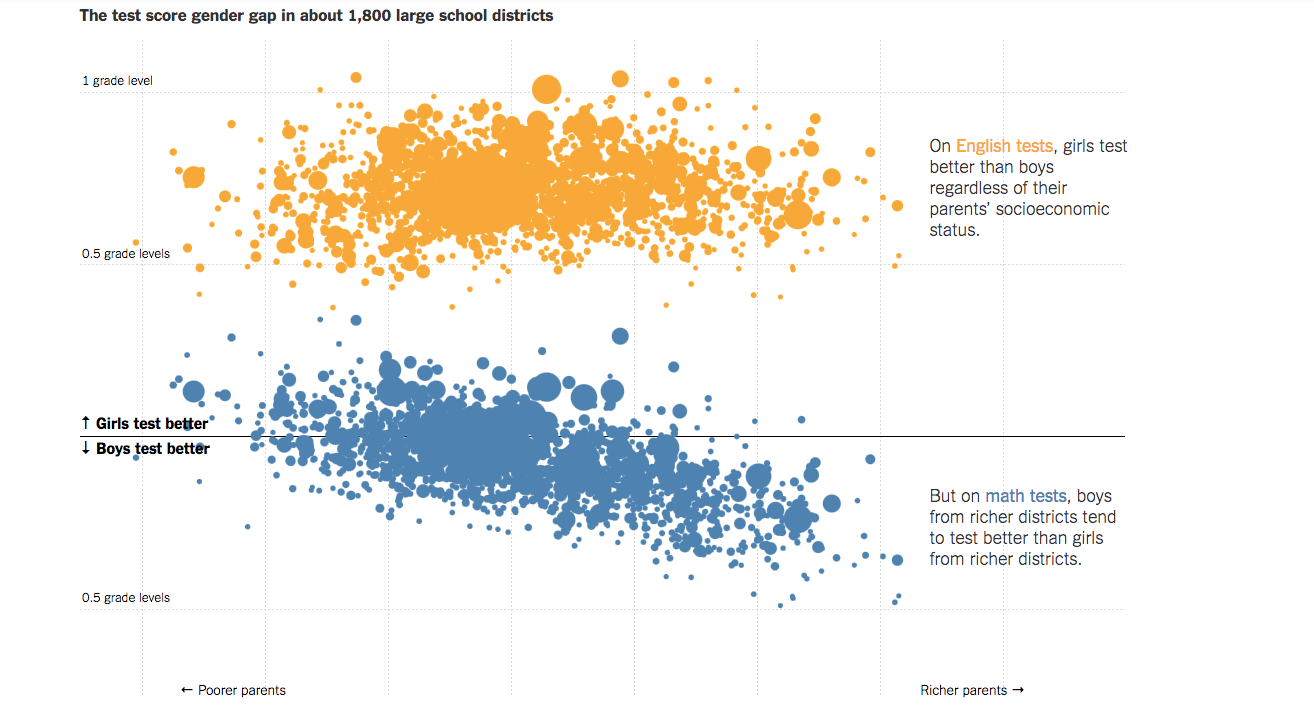 The test score gender gap in about 1,800 large school districts
1 grade level
On English tests, girls test
better than boys
regardless of their
parents’ socioeconomic
status.
0.5 grade levels
↑ Girls test better
↓ Boys test better
But on math tests, boys
from richer districts tend
to test better than girls
from richer districts.
0.5 grade levels
← Poorer parents
Richer parents →